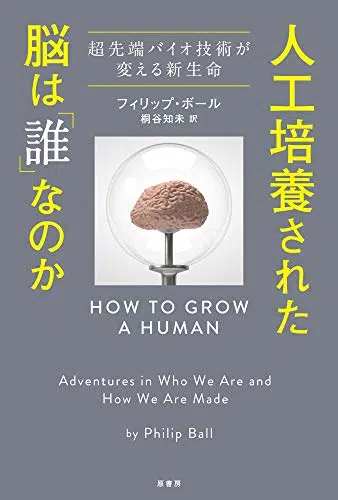 人工培養された
脳は「誰」なのか
超先端バイオ技術が
変える新生命
フィリップ・ボール
桐谷知未 訳
HOW TO GROW
A HUMAN
Adventures in Who We Are and
How We Are Made
by Philip Ball
原書房